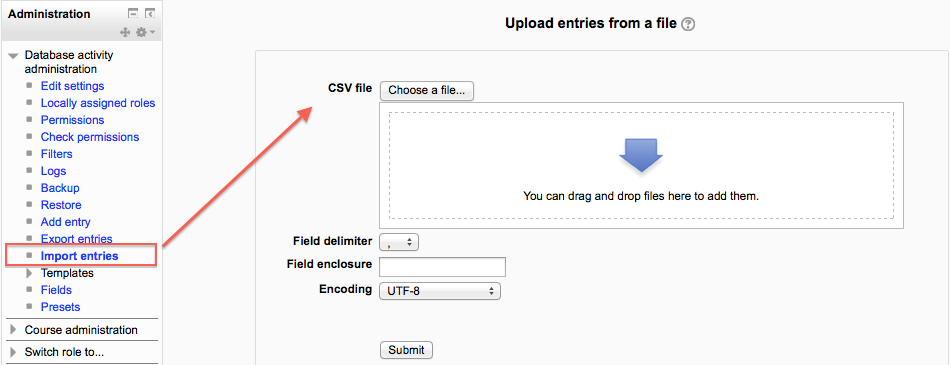 Administration
Database activity
administration
Edit settings
Locally assigned roles
Permissions
Check permissions
Filters
Logs
Backup
Restore
Add entry
Export entries
Import entries
Templates
Fields
Presets
Course administration
Switch role to...
Upload entries from a file ?
CSV file Choose a file...
You can drag and drop files here to add them.
Field delimiter ,
Field enclosure
Encoding UTF-8
Submit